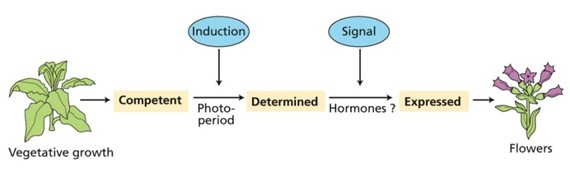 Induction
Signal
Competent
Photo-
period
Determined
Hormones ?
Expressed
Vegetative growth
Flowers